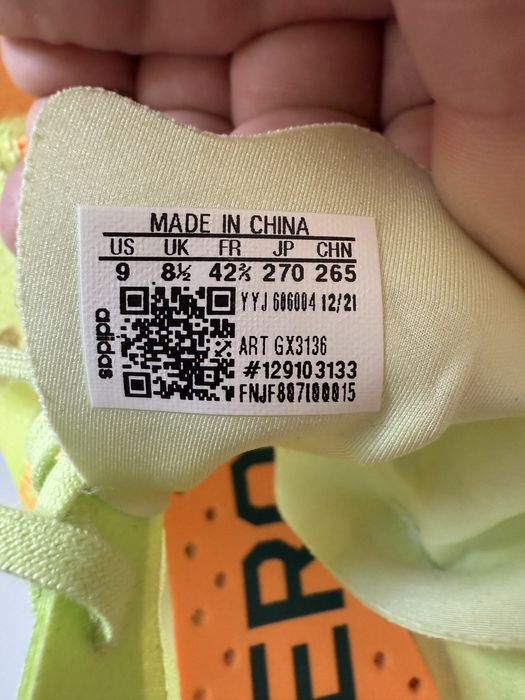 MADE IN CHINA
US UK FR JP CHN
9 8½ 42⅔ 270 265
YYJ 606004 12/21
adidas
ART GX3136
#129103133
FNJF807100015
ERO